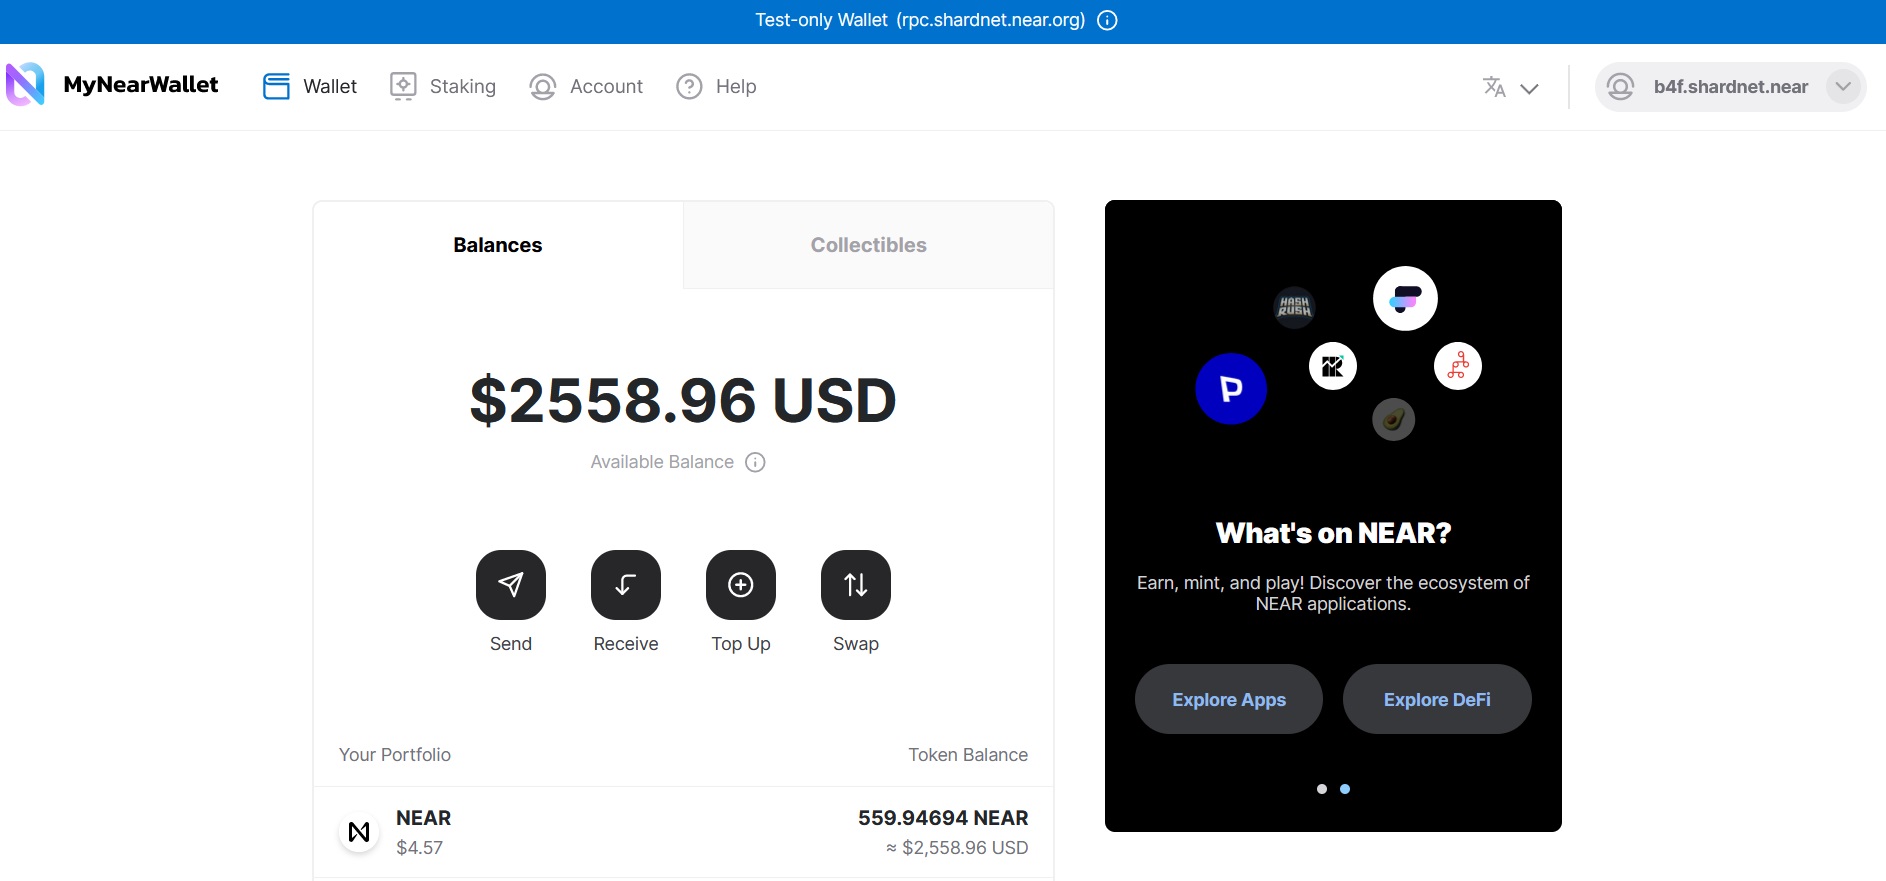 Test-only Wallet (rpc.shardnet.near.org)
MyNearWallet
Wallet
Staking
Account
Help
b4f.shardnet.near
Balances
Collectibles
$2558.96 USD
Available Balance
Send
Receive
Top Up
Swap
Your Portfolio
Token Balance
NEAR
559.94694 NEAR
$4.57
≈ $2,558.96 USD
HASH
RUSH
P
What's on NEAR?
Earn, mint, and play! Discover the ecosystem of
NEAR applications.
Explore Apps
Explore DeFi